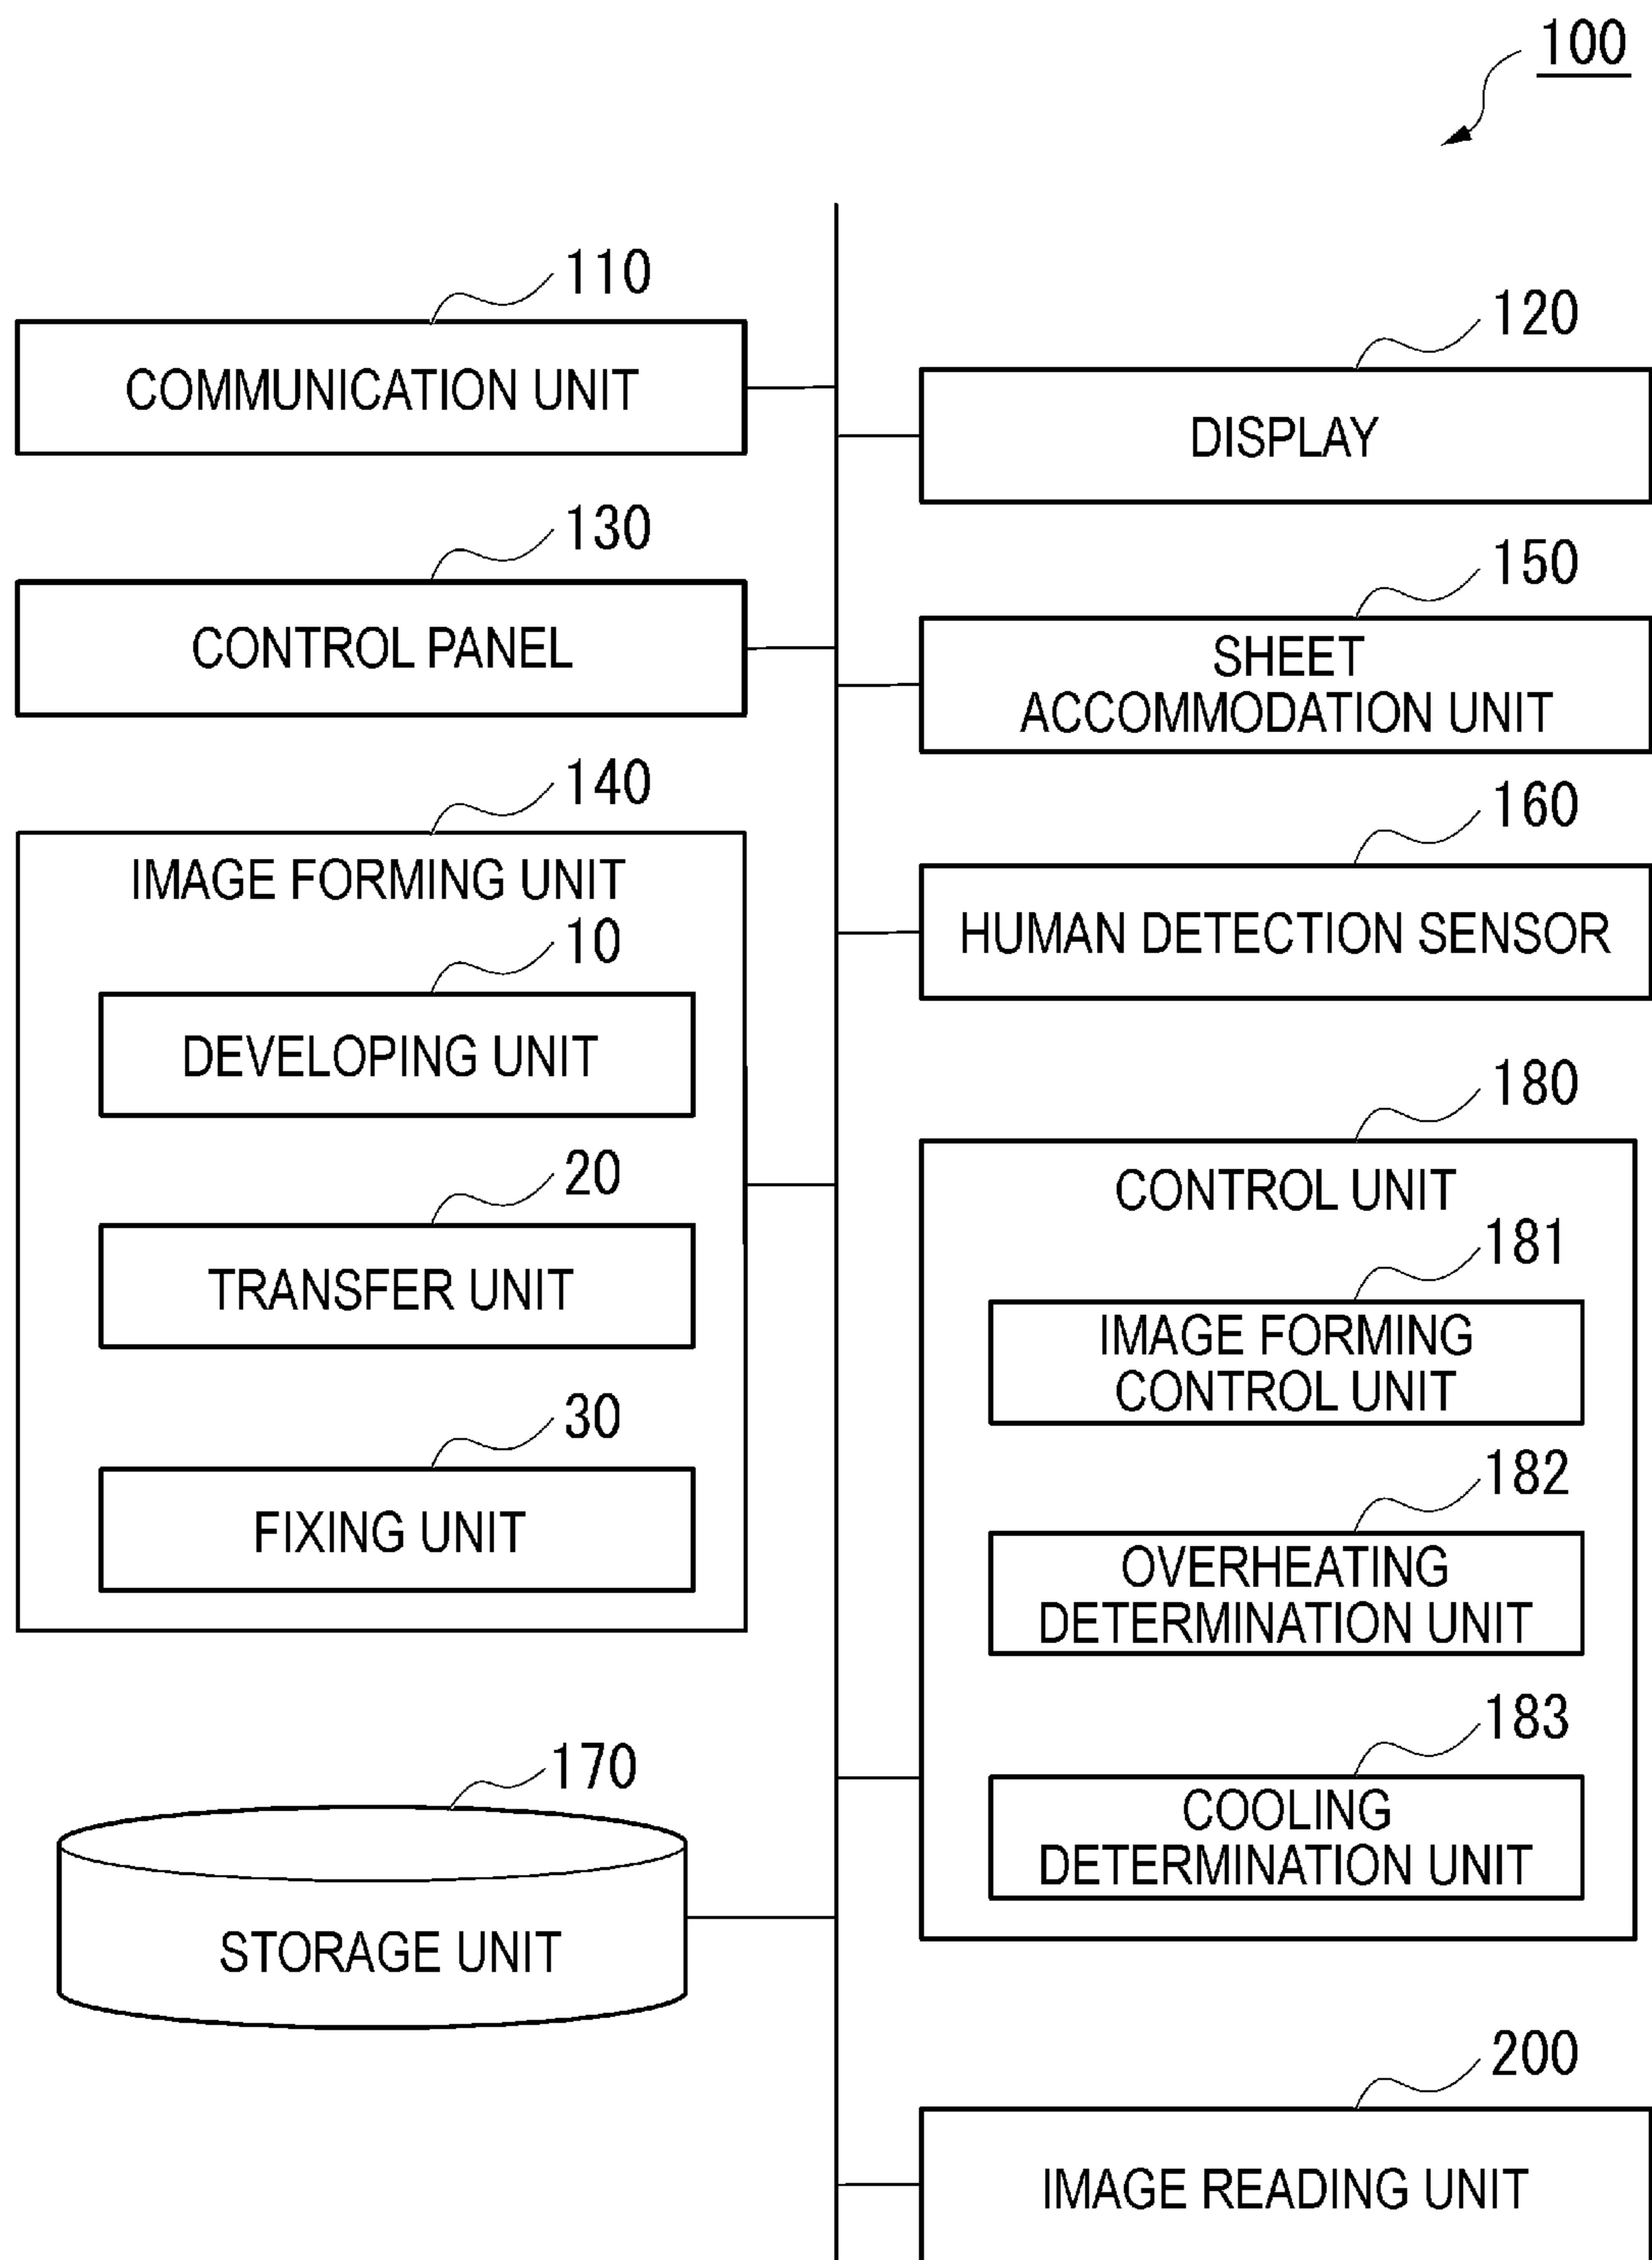 100
110
COMMUNICATION UNIT
120
DISPLAY
130
CONTROL PANEL
150
SHEET
ACCOMMODATION UNIT
140
IMAGE FORMING UNIT
10
DEVELOPING UNIT
20
TRANSFER UNIT
30
FIXING UNIT
160
HUMAN DETECTION SENSOR
180
CONTROL UNIT
181
IMAGE FORMING
CONTROL UNIT
182
OVERHEATING
DETERMINATION UNIT
183
COOLING
DETERMINATION UNIT
170
STORAGE UNIT
200
IMAGE READING UNIT